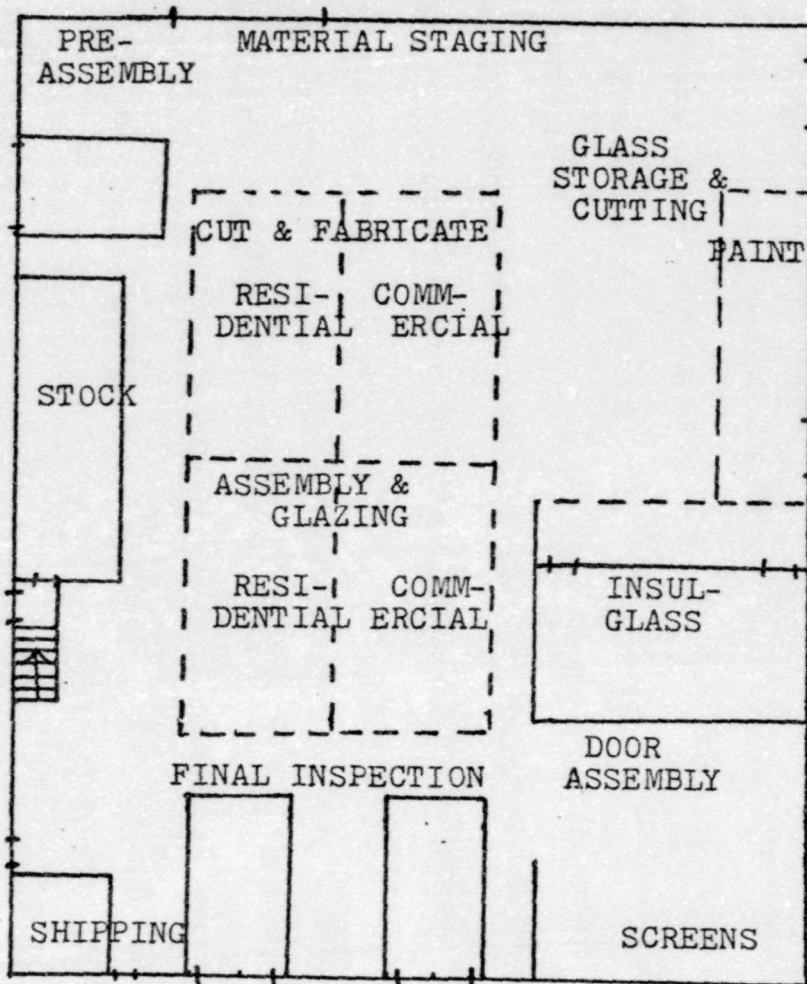 PRE-
ASSEMBLY
MATERIAL STAGING
GLASS
STORAGE &
CUTTING
PAINT
CUT & FABRICATE
RESI-
DENTIAL
COMM-
ERCIAL
STOCK
ASSEMBLY &
GLAZING
RESI-
DENTIAL
COMM-
ERCIAL
INSUL-
GLASS
DOOR
ASSEMBLY
FINAL INSPECTION
SHIPPING
SCREENS